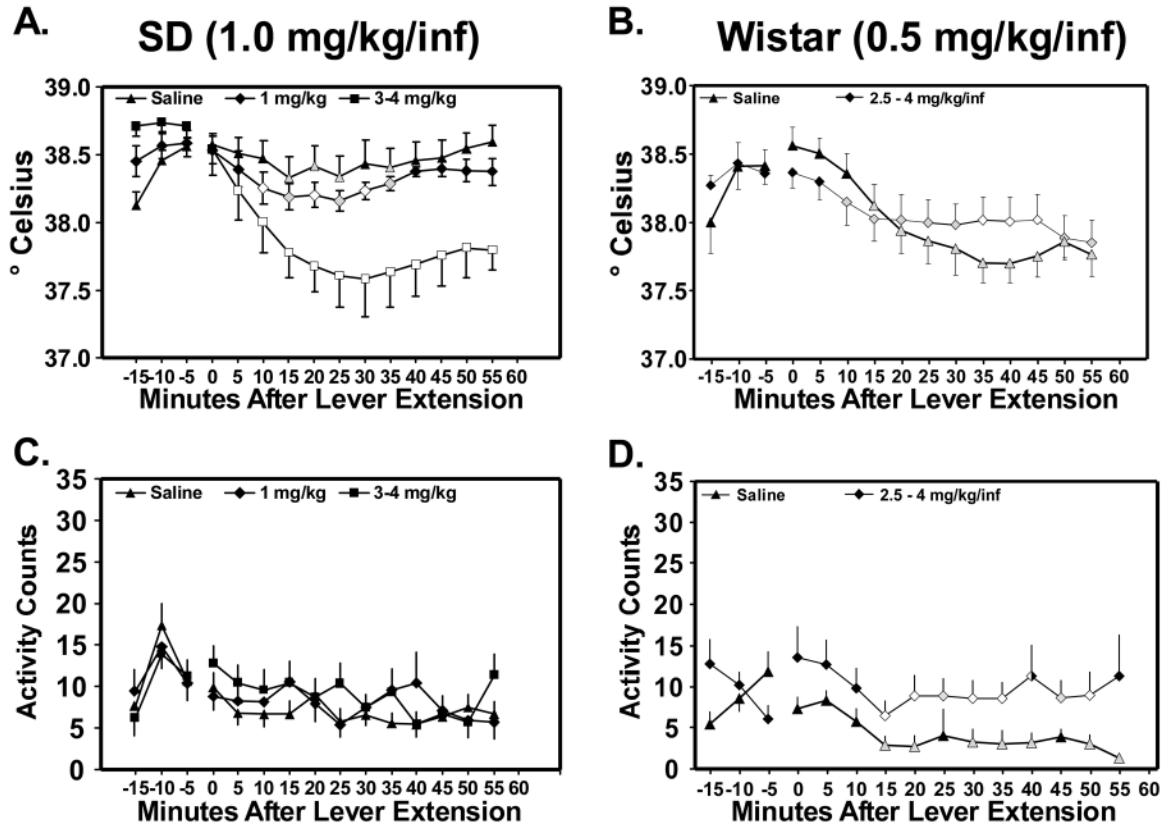 A. SD (1.0 mg/kg/inf)
39.0
38.5
38.0
37.5
37.0
° Celsius
Saline 1 mg/kg 3-4 mg/kg
-15 -10 -5 0 5 10 15 20 25 30 35 40 45 50 55 60
Minutes After Lever Extension
B. Wistar (0.5 mg/kg/inf)
39.0
38.5
38.0
37.5
37.0
° Celsius
Saline 2.5 - 4 mg/kg/inf
-15 -10 -5 0 5 10 15 20 25 30 35 40 45 50 55 60
Minutes After Lever Extension
C.
35
30
25
20
15
10
5
0
Activity Counts
Saline 1 mg/kg 3-4 mg/kg
-15 -10 -5 0 5 10 15 20 25 30 35 40 45 50 55 60
Minutes After Lever Extension
D.
35
30
25
20
15
10
5
0
Activity Counts
Saline 2.5 - 4 mg/kg/inf
-15 -10 -5 0 5 10 15 20 25 30 35 40 45 50 55 60
Minutes After Lever Extension